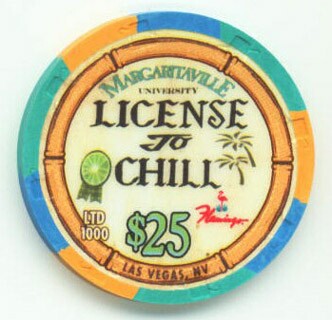 MARGARITAVILLE
UNIVERSITY
LICENSE
TO
CHILL
LTD
1000
$25
Flamingo
LAS VEGAS, NV